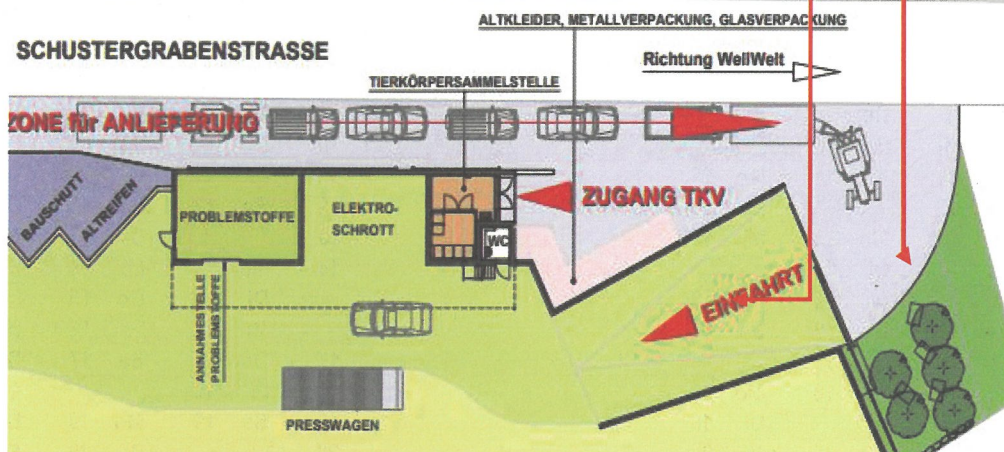 ALTKLEIDER, METALLVERPACKUNG, GLASVERPACKUNG
SCHUSTERGRABENSTRASSE
Richtung WellWelt
TIERKÖRPERSAMMELSTELLE
ZONE für ANLIEFERUNG
BAUSCHUTT
ALTREIFEN
PROBLEMSTOFFE
ELEKTRO-
SCHROTT
ZUGANG TKV
WC
EINFAHRT
ANNAHMESTELLE
PROBLEMSTOFFE
PRESSWAGEN